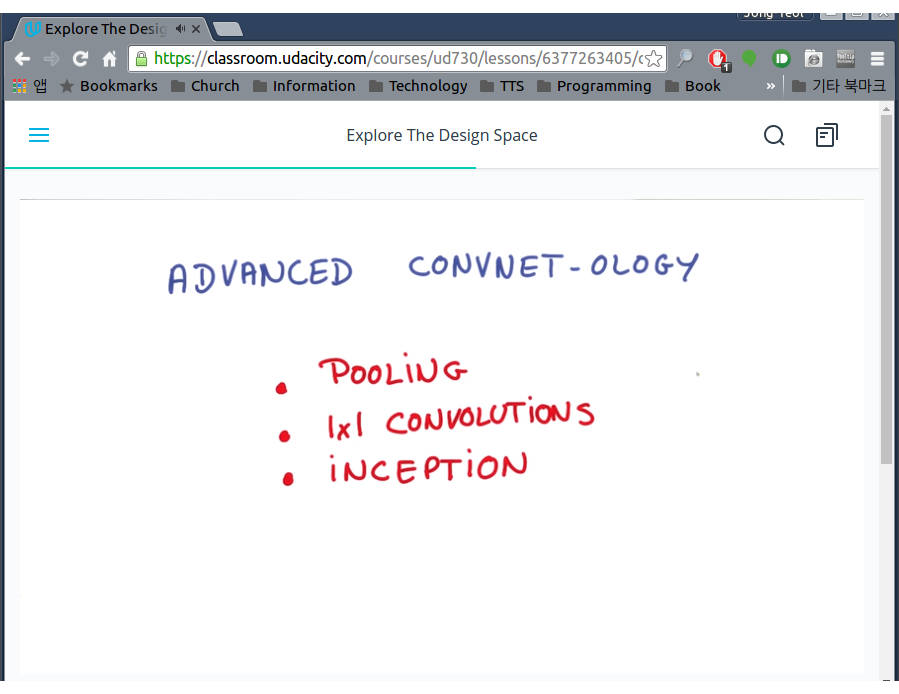 Jong Yeol
Explore The Desig
https://classroom.udacity.com/courses/ud730/lessons/6377263405/c
1
앱 Bookmarks Church Information Technology TTS Programming Book » 기타 북마크
Explore The Design Space
ADVANCED CONVNET-OLOGY
• POOLiNG
• 1x1 CONVOLUTiONS
• iNCEPTiON